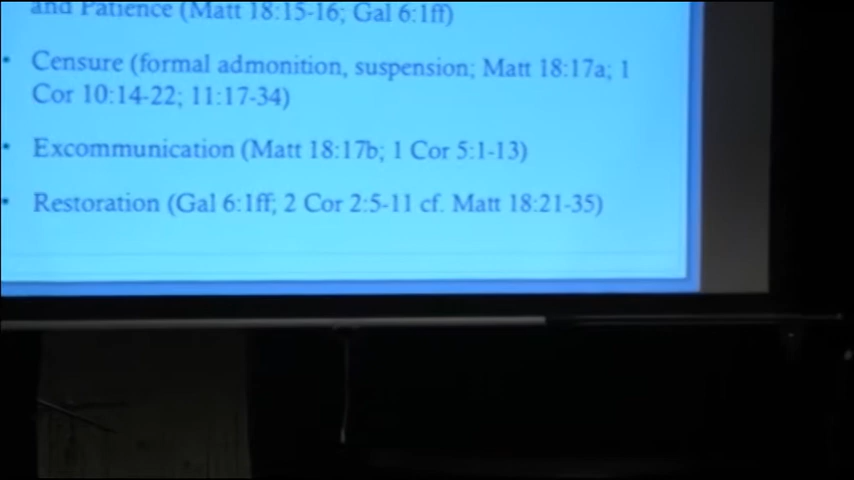 and Patience (Matt 18:15-16; Gal 6:1ff)
• Censure (formal admonition, suspension; Matt 18:17a; 1
Cor 10:14-22; 11:17-34)
• Excommunication (Matt 18:17b; 1 Cor 5:1-13)
• Restoration (Gal 6:1ff; 2 Cor 2:5-11 cf. Matt 18:21-35)